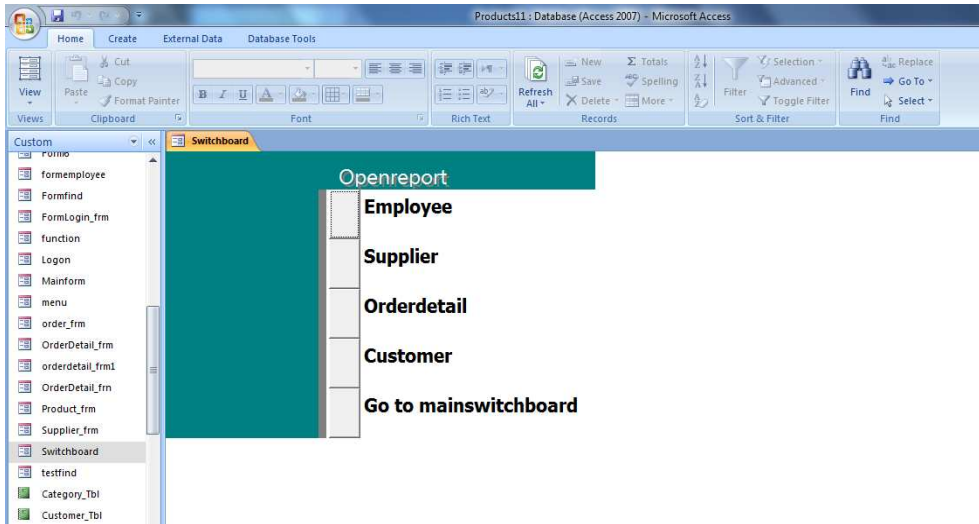 Products11 : Database (Access 2007) - Microsoft Access
Home Create External Data Database Tools
View
Views
Paste
Cut
Copy
Format Painter
Clipboard
B I U A
Font
Rich Text
Refresh All
New
Save
Delete
Totals
Spelling
More
Records
Filter
Selection
Advanced
Toggle Filter
Sort & Filter
Find
Replace
Go To
Select
Find
Custom
Form6
formemployee
Formfind
FormLogin_frm
function
Logon
Mainform
menu
order_frm
OrderDetail_frm
orderdetail_frm1
OrderDetail_frn
Product_frm
Supplier_frm
Switchboard
testfind
Category_Tbl
Customer_Tbl
Switchboard
Openreport
Employee
Supplier
Orderdetail
Customer
Go to mainswitchboard